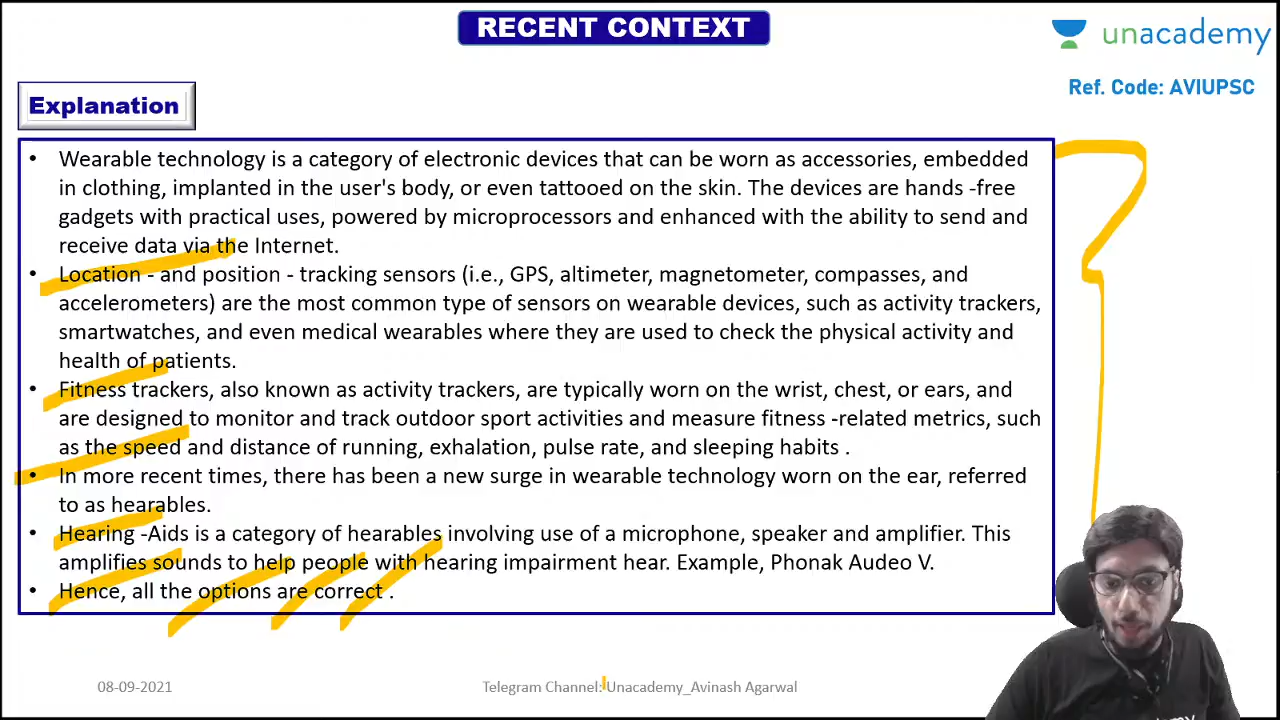 RECENT CONTEXT
unacademy
Ref. Code: AVIUPSC
Explanation
• Wearable technology is a category of electronic devices that can be worn as accessories, embedded
in clothing, implanted in the user's body, or even tattooed on the skin. The devices are hands -free
gadgets with practical uses, powered by microprocessors and enhanced with the ability to send and
receive data via the Internet.
• Location - and position - tracking sensors (i.e., GPS, altimeter, magnetometer, compasses, and
accelerometers) are the most common type of sensors on wearable devices, such as activity trackers,
smartwatches, and even medical wearables where they are used to check the physical activity and
health of patients.
• Fitness trackers, also known as activity trackers, are typically worn on the wrist, chest, or ears, and
are designed to monitor and track outdoor sport activities and measure fitness -related metrics, such
as the speed and distance of running, exhalation, pulse rate, and sleeping habits .
• In more recent times, there has been a new surge in wearable technology worn on the ear, referred
to as hearables.
• Hearing -Aids is a category of hearables involving use of a microphone, speaker and amplifier. This
amplifies sounds to help people with hearing impairment hear. Example, Phonak Audeo V.
• Hence, all the options are correct .
08-09-2021
Telegram Channel: Unacademy_Avinash Agarwal